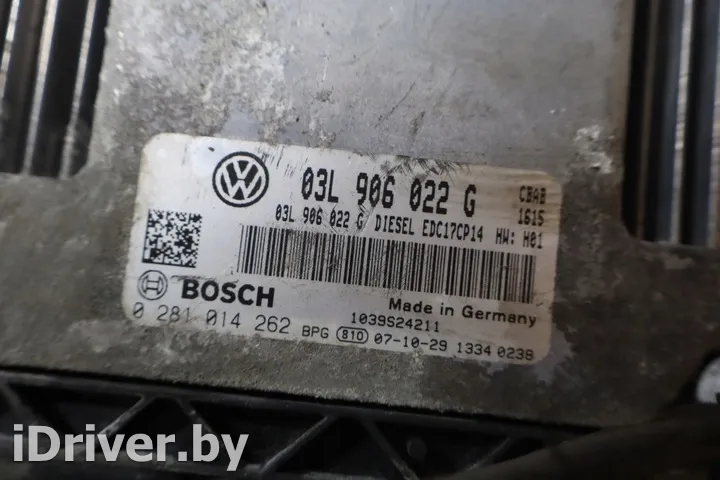 03L 906 022 G CBAB
03L 906 022 G DIESEL EDC17CP14 HW: H01 1615
BOSCH Made in Germany
1039S24211
0 281 014 262 BPG 810 07-10-29 1334 0238
iDriver.by